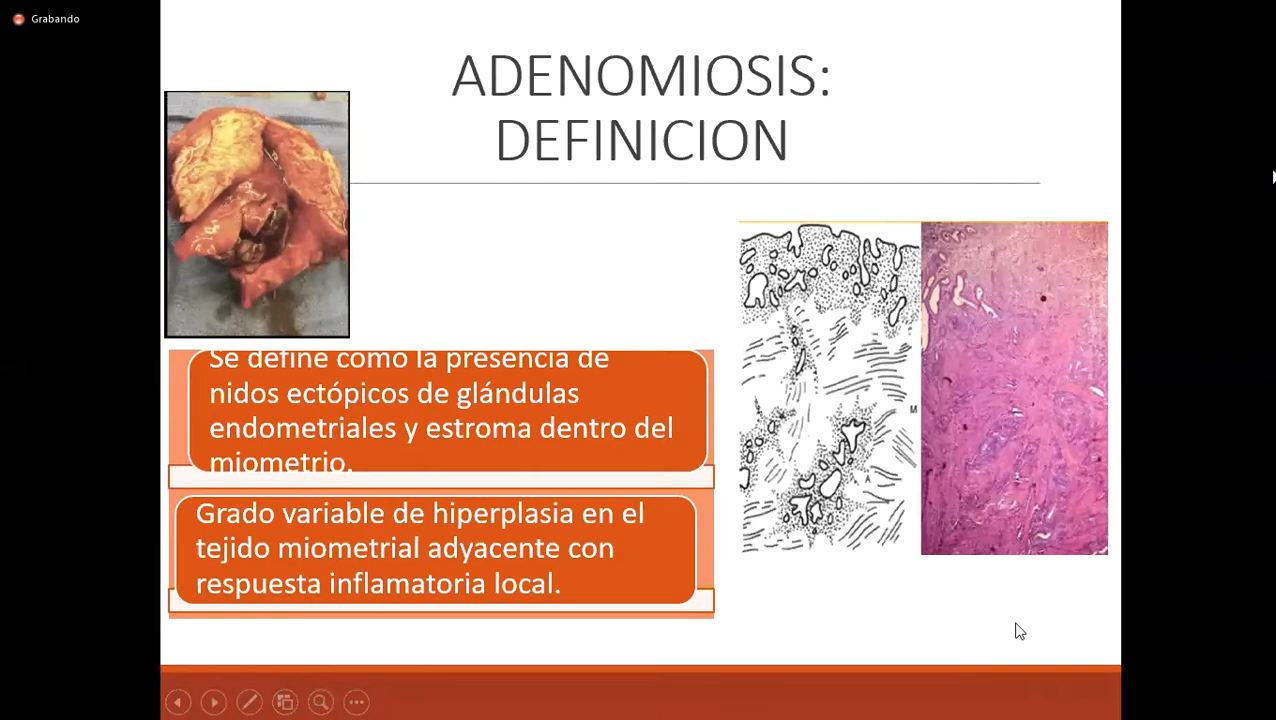 Grabando
ADENOMIOSIS:
DEFINICION
Se define como la presencia de
nidos ectópicos de glándulas
endometriales y estroma dentro del
miometrio.
Grado variable de hiperplasia en el
tejido miometrial adyacente con
respuesta inflamatoria local.
M
A